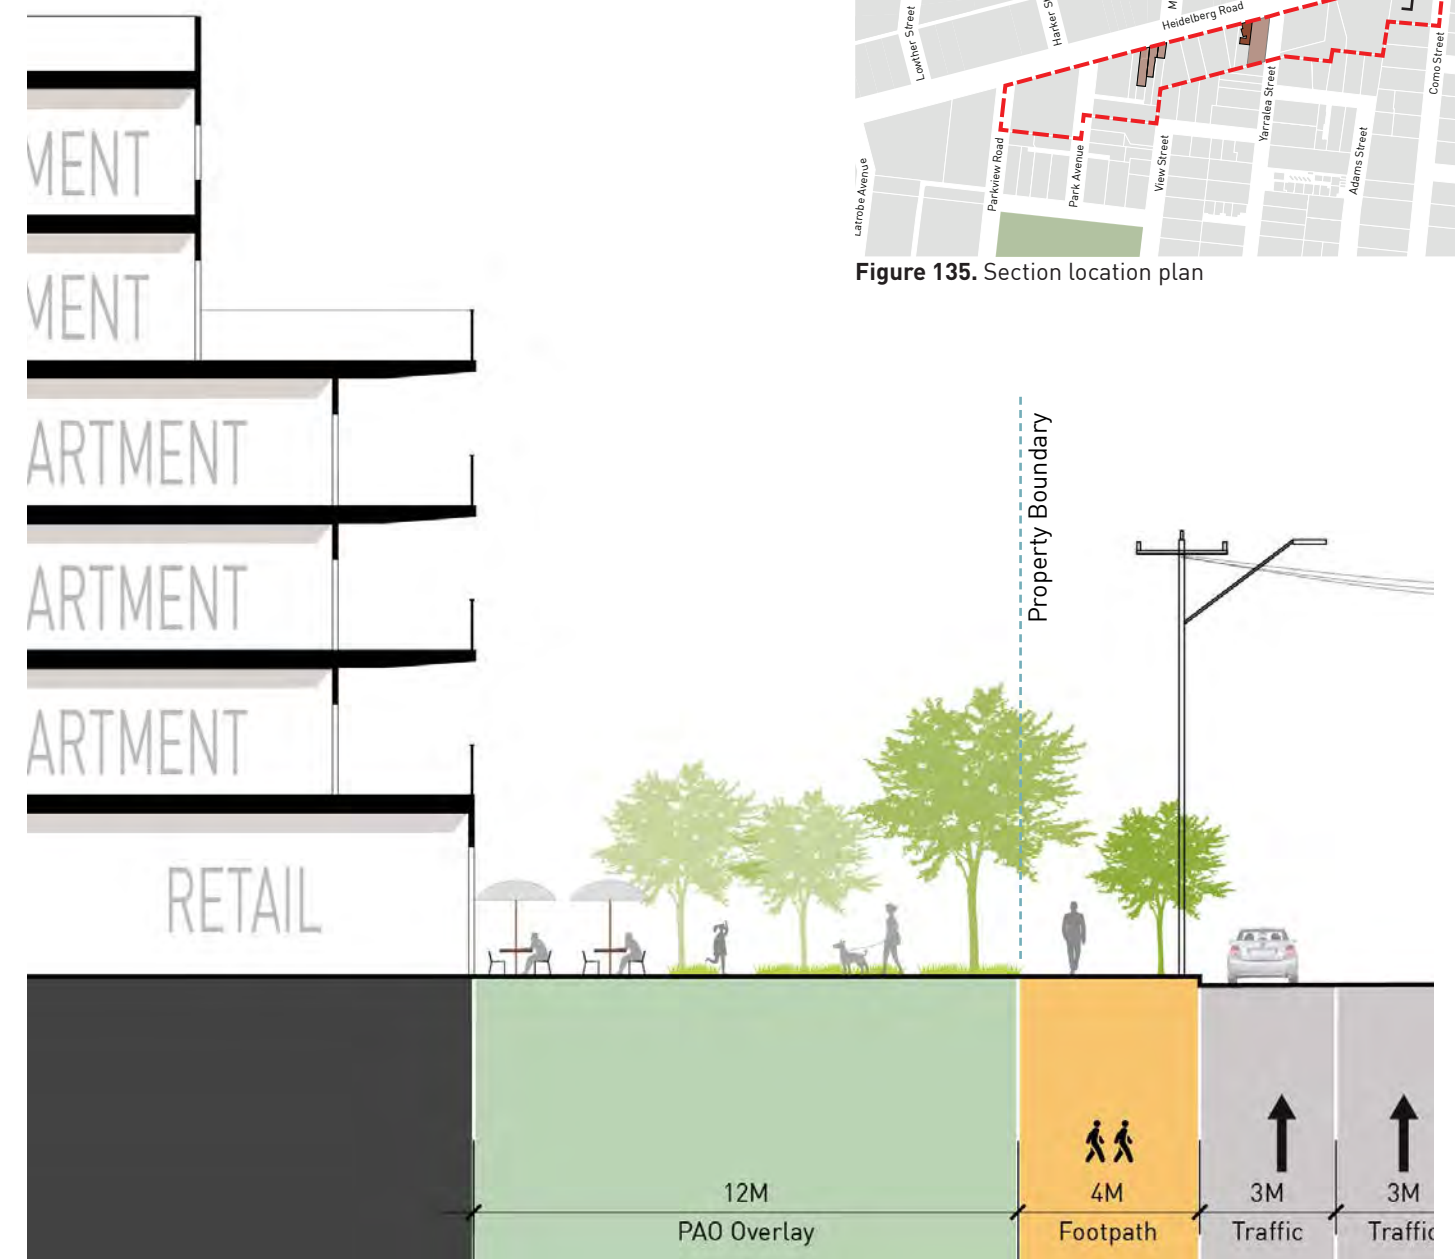 Lowther Street
Harker S
M
Heidelberg Road
Como Street
Yarralea Street
Adams Street
View Street
Park Avenue
Parkview Road
Latrobe Avenue
Figure 135. Section location plan
MENT
MENT
ARTMENT
ARTMENT
ARTMENT
RETAIL
Property Boundary
12M
4M
3M
3M
PAO Overlay
Footpath
Traffic
Traffic